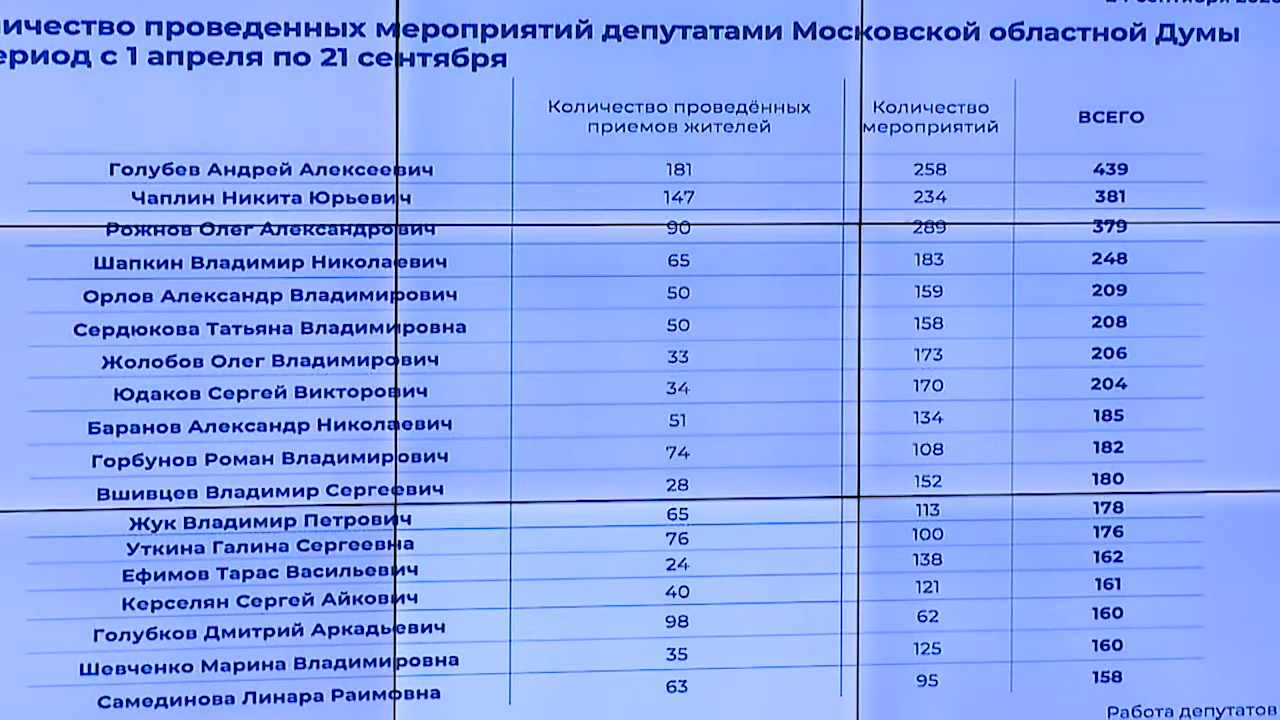 проведенных мероприятий депутатами Московской областной Думы
с 1 апреля по 21 сентября
Количество проведённых приемов жителей Количество мероприятий ВСЕГО
Голубев Андрей Алексеевич 181 258 439
Чаплин Никита Юрьевич 147 234 381
Рожнов Олег Александрович 90 289 379
Шапкин Владимир Николаевич 65 183 248
Орлов Александр Владимирович 50 159 209
Сердюкова Татьяна Владимировна 50 158 208
Жолобов Олег Владимирович 33 173 206
Юдаков Сергей Викторович 34 170 204
Баранов Александр Николаевич 51 134 185
Горбунов Роман Владимирович 74 108 182
Вшивцев Владимир Сергеевич 28 152 180
Жук Владимир Петрович 65 113 178
Уткина Галина Сергеевна 76 100 176
Ефимов Тарас Васильевич 24 138 162
Керселян Сергей Айкович 40 121 161
Голубков Дмитрий Аркадьевич 98 62 160
Шевченко Марина Владимировна 35 125 160
Самединова Линара Раимовна 63 95 158
Работа депутатов